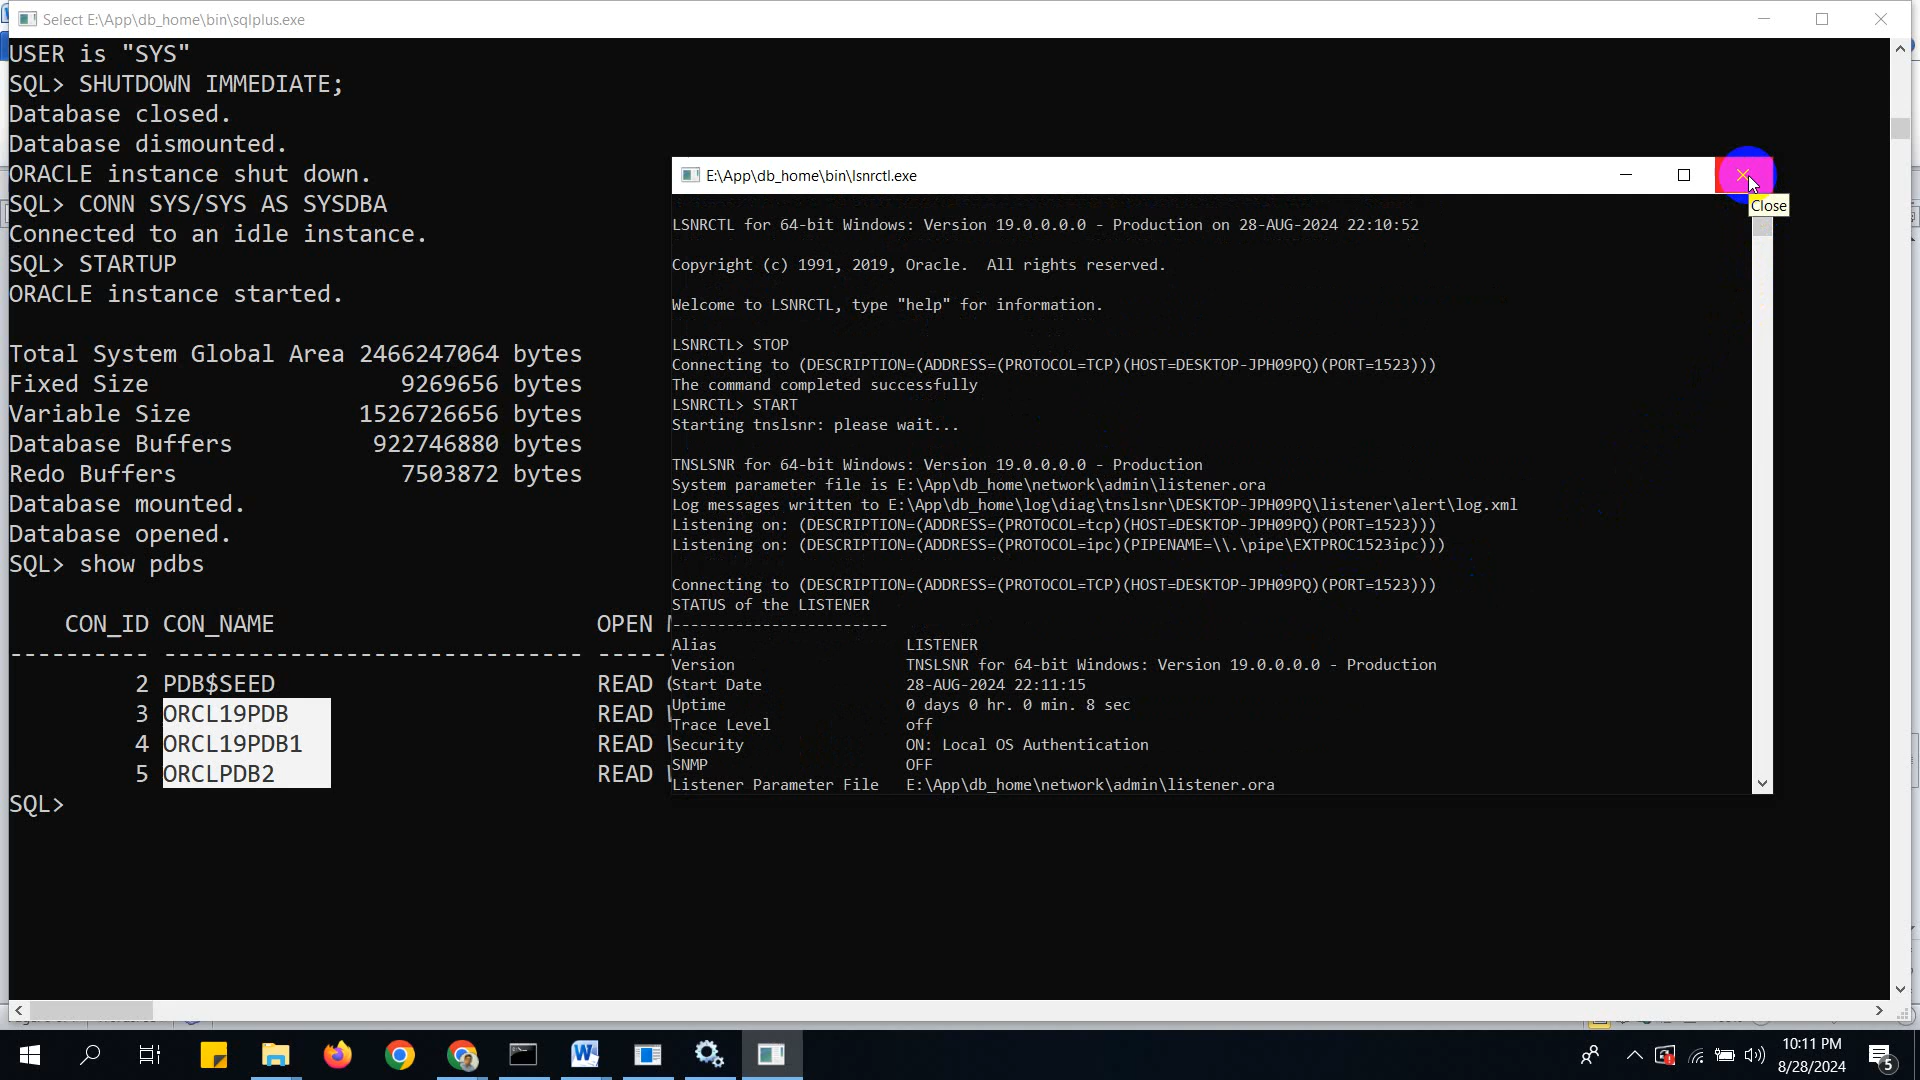 Select E:\App\db_home\bin\sqlplus.exe
USER is "SYS"
SQL> SHUTDOWN IMMEDIATE;
Database closed.
Database dismounted.
ORACLE instance shut down.
SQL> CONN SYS/SYS AS SYSDBA
Connected to an idle instance.
SQL> STARTUP
ORACLE instance started.
Total System Global Area 2466247064 bytes
Fixed Size 9269656 bytes
Variable Size 1526726656 bytes
Database Buffers 922746880 bytes
Redo Buffers 7503872 bytes
Database mounted.
Database opened.
SQL> show pdbs
CON_ID CON_NAME OPEN
---------- ------------------------------ -----
2 PDB$SEED READ
3 ORCL19PDB READ
4 ORCL19PDB1 READ
5 ORCLPDB2 READ
SQL>
E:\App\db_home\bin\lsnrctl.exe
Close
LSNRCTL for 64-bit Windows: Version 19.0.0.0.0 - Production on 28-AUG-2024 22:10:52
Copyright (c) 1991, 2019, Oracle.  All rights reserved.
Welcome to LSNRCTL, type "help" for information.
LSNRCTL> STOP
Connecting to (DESCRIPTION=(ADDRESS=(PROTOCOL=TCP)(HOST=DESKTOP-JPH09PQ)(PORT=1523)))
The command completed successfully
LSNRCTL> START
Starting tnslsnr: please wait...
TNSLSNR for 64-bit Windows: Version 19.0.0.0.0 - Production
System parameter file is E:\App\db_home\network\admin\listener.ora
Log messages written to E:\App\db_home\log\diag\tnslsnr\DESKTOP-JPH09PQ\listener\alert\log.xml
Listening on: (DESCRIPTION=(ADDRESS=(PROTOCOL=tcp)(HOST=DESKTOP-JPH09PQ)(PORT=1523)))
Listening on: (DESCRIPTION=(ADDRESS=(PROTOCOL=ipc)(PIPENAME=\\.\pipe\EXTPROC1523ipc)))
Connecting to (DESCRIPTION=(ADDRESS=(PROTOCOL=TCP)(HOST=DESKTOP-JPH09PQ)(PORT=1523)))
STATUS of the LISTENER
------------------------
Alias LISTENER
Version TNSLSNR for 64-bit Windows: Version 19.0.0.0.0 - Production
Start Date 28-AUG-2024 22:11:15
Uptime 0 days 0 hr. 0 min. 8 sec
Trace Level off
Security ON: Local OS Authentication
SNMP OFF
Listener Parameter File E:\App\db_home\network\admin\listener.ora
10:11 PM
8/28/2024
5